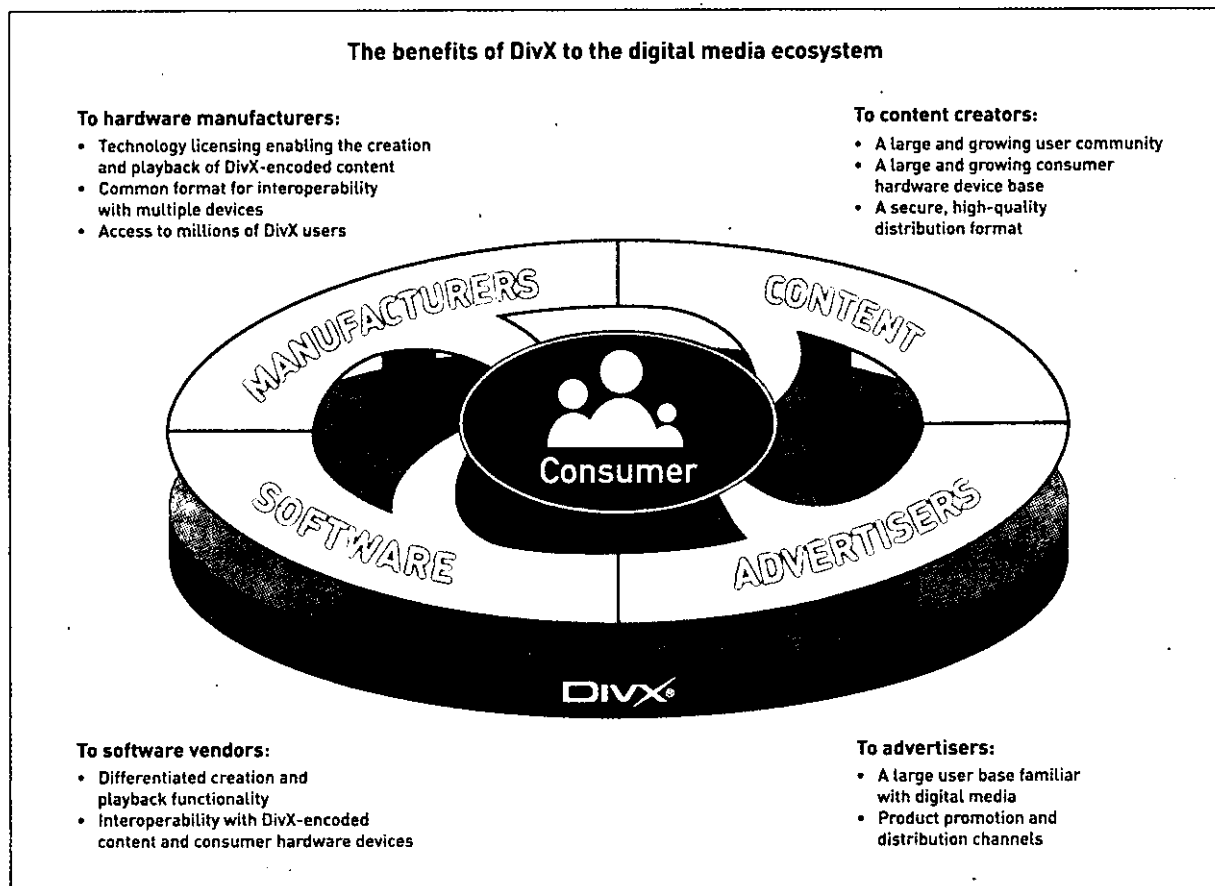 The benefits of DivX to the digital media ecosystem
To hardware manufacturers:
• Technology licensing enabling the creation
and playback of DivX-encoded content
• Common format for interoperability
with multiple devices
• Access to millions of DivX users
To content creators:
• A large and growing user community
• A large and growing consumer
hardware device base
• A secure, high-quality
distribution format
MANUFACTURERS
CONTENT
Consumer
SOFTWARE
ADVERTISERS
DIVX®
To software vendors:
• Differentiated creation and
playback functionality
• Interoperability with DivX-encoded
content and consumer hardware devices
To advertisers:
• A large user base familiar
with digital media
• Product promotion and
distribution channels